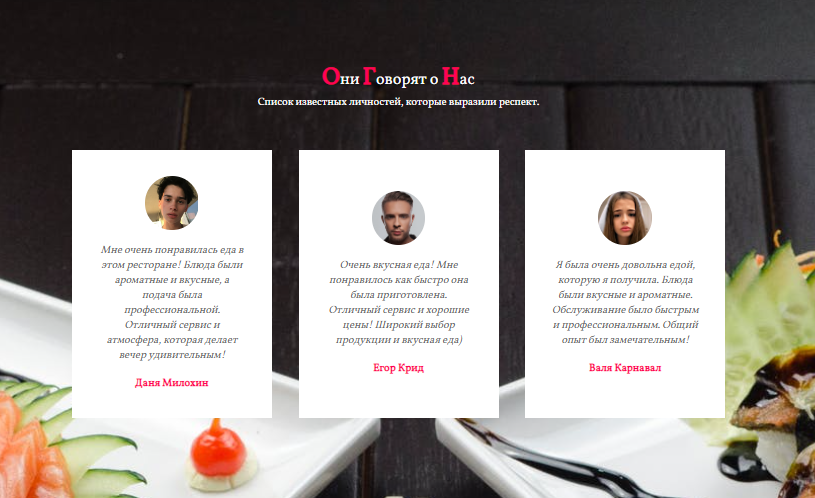 Они Говорят о Нас
Список известных личностей, которые выразили респект.
Мне очень понравилась еда в
этом ресторане! Блюда были
ароматные и вкусные, а
подача была
профессиональной.
Отличный сервис и
атмосфера, которая делает
вечер удивительным!
Даня Милохин
Очень вкусная еда! Мне
понравилось как быстро она
была приготовлена.
Отличный сервис и хорошие
цены! Широкий выбор
продукции и вкусная еда)
Егор Крид
Я была очень довольна едой,
которую я получила. Блюда
были вкусные и ароматные.
Обслуживание было быстрым
и профессиональным. Общий
опыт был замечательным!
Валя Карнавал